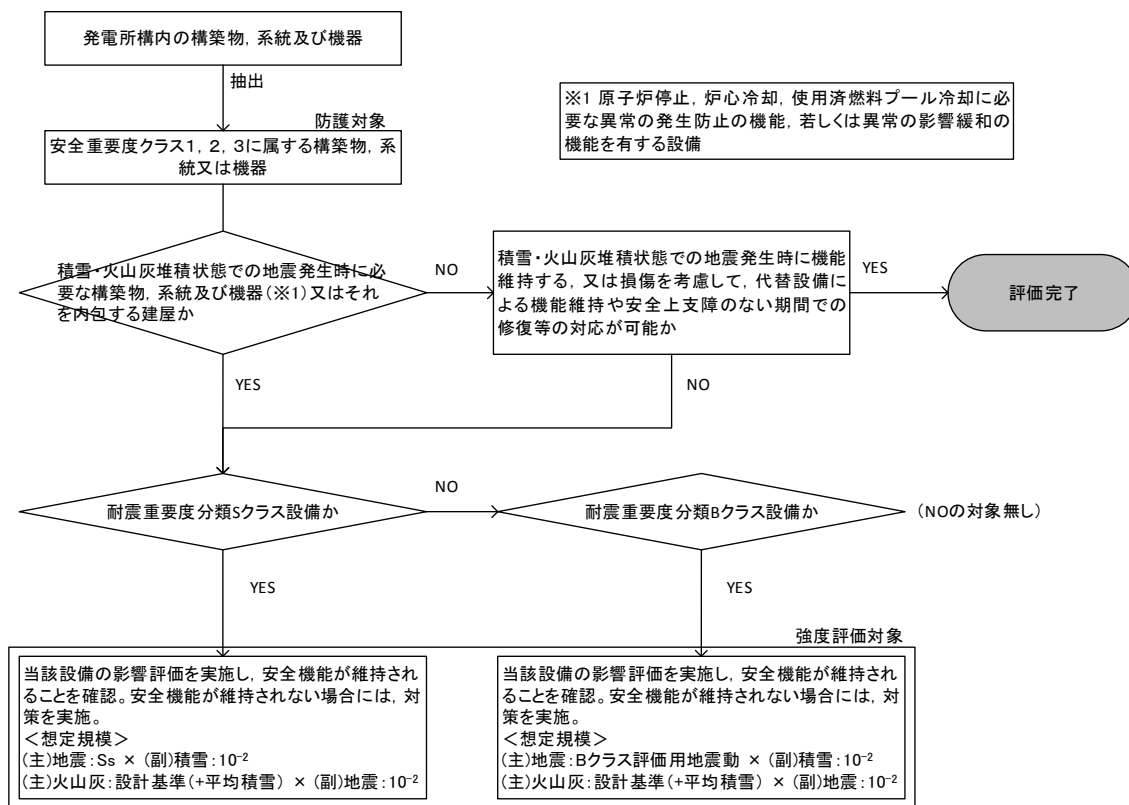 発電所構内の構築物，系統及び機器
抽出
※1 原子炉停止，炉心冷却，使用済燃料プール冷却に必
要な異常の発生防止の機能，若しくは異常の影響緩和の
機能を有する設備
防護対象
安全重要度クラス1，2，3に属する構築物，系
統又は機器
積雪・火山灰堆積状態での地震発生時に必
要な構築物，系統及び機器(※1)又はそれ
を内包する建屋か
NO
積雪・火山灰堆積状態での地震発生時に機能
維持する，又は損傷を考慮して，代替設備に
よる機能維持や安全上支障のない期間での
修復等の対応が可能か
YES
評価完了
YES
NO
耐震重要度分類Sクラス設備か
NO
耐震重要度分類Bクラス設備か
（NOの対象無し）
YES
YES
強度評価対象
当該設備の影響評価を実施し，安全機能が維持され
ることを確認。安全機能が維持されない場合には，対
策を実施。
＜想定規模＞
(主)地震：Ss × (副)積雪：10⁻²
(主)火山灰：設計基準(+平均積雪) × (副)地震：10⁻²
当該設備の影響評価を実施し，安全機能が維持され
ることを確認。安全機能が維持されない場合には，対
策を実施。
＜想定規模＞
(主)地震：Bクラス評価用地震動 × (副)積雪：10⁻²
(主)火山灰：設計基準(+平均積雪) × (副)地震：10⁻²